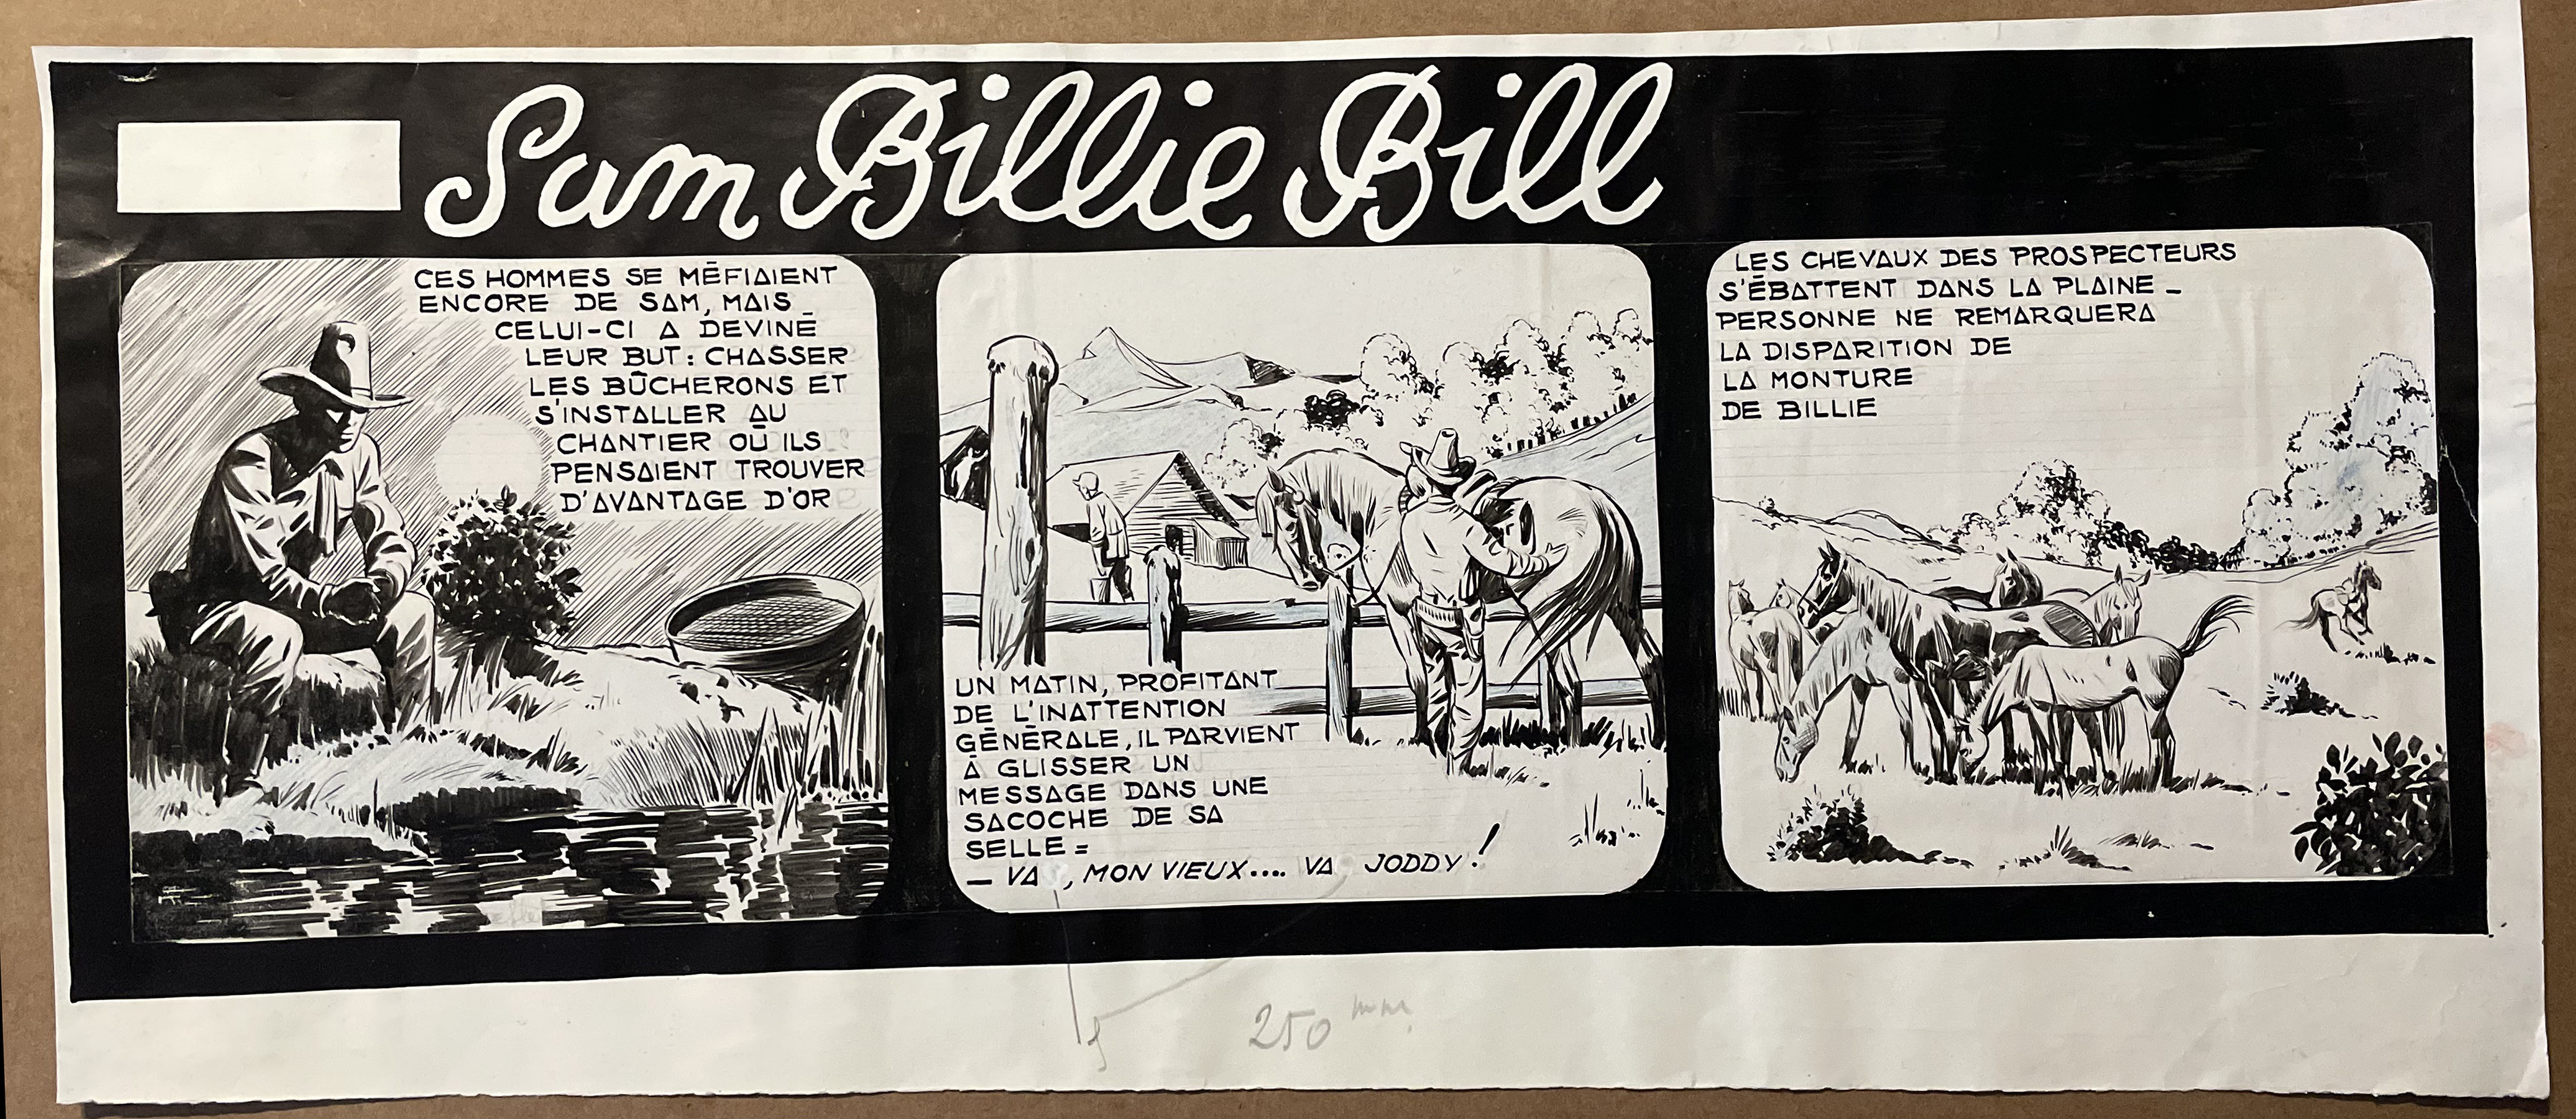 Sam Billie Bill
CES HOMMES SE MÉFIAIENT
ENCORE DE SAM, MAIS
CELUI-CI A DEVINÉ
LEUR BUT : CHASSER
LES BÛCHERONS ET
S'INSTALLER AU
CHANTIER OÙ ILS
PENSAIENT TROUVER
D'AVANTAGE D'OR
UN MATIN, PROFITANT
DE L'INATTENTION
GÉNÉRALE, IL PARVIENT
À GLISSER UN
MESSAGE DANS UNE
SACOCHE DE SA
SELLE =
— VA , MON VIEUX.... VA JODDY !
LES CHEVAUX DES PROSPECTEURS
S'ÉBATTENT DANS LA PLAINE _
PERSONNE NE REMARQUERA
LA DISPARITION DE
LA MONTURE
DE BILLIE
250 mm